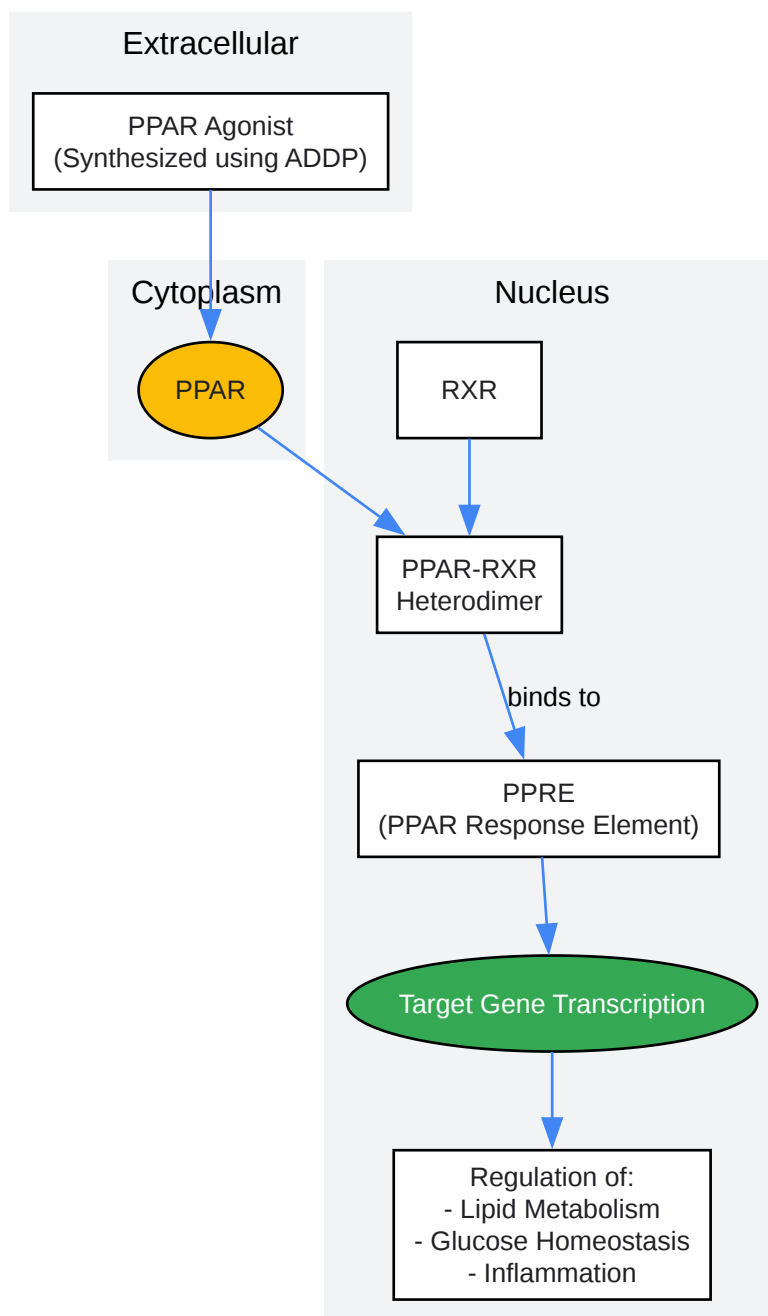 Extracellular
PPAR Agonist
(Synthesized using ADDP)
Cytoplasm
Nucleus
PPAR
RXR
PPAR-RXR
Heterodimer
binds to
PPRE
(PPAR Response Element)
Target Gene Transcription
Regulation of:
- Lipid Metabolism
- Glucose Homeostasis
- Inflammation